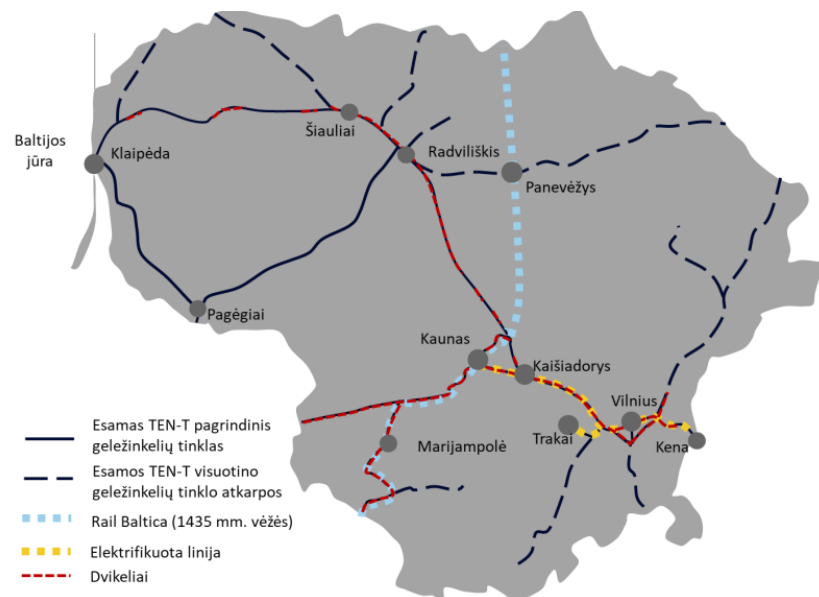 Baltijos
jūra
Klaipėda
Šiauliai
Radviliškis
Panevėžys
Pagėgiai
Kaunas
Kaišiadorys
Vilnius
Trakai
Kena
Marijampolė
Esamas TEN-T pagrindinis
geležinkelių tinklas
Esamos TEN-T visuotino
geležinkelių tinklo atkarpos
Rail Baltica (1435 mm. vėžės)
Elektrifikuota linija
Dvikeliai